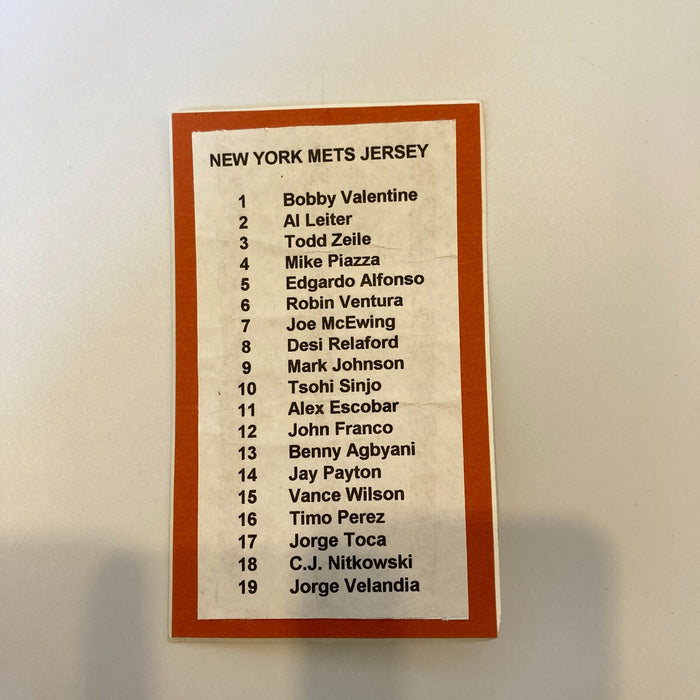 NEW YORK METS JERSEY
1 Bobby Valentine
2 Al Leiter
3 Todd Zeile
4 Mike Piazza
5 Edgardo Alfonso
6 Robin Ventura
7 Joe McEwing
8 Desi Relaford
9 Mark Johnson
10 Tsohi Sinjo
11 Alex Escobar
12 John Franco
13 Benny Agbyani
14 Jay Payton
15 Vance Wilson
16 Timo Perez
17 Jorge Toca
18 C.J. Nitkowski
19 Jorge Velandia